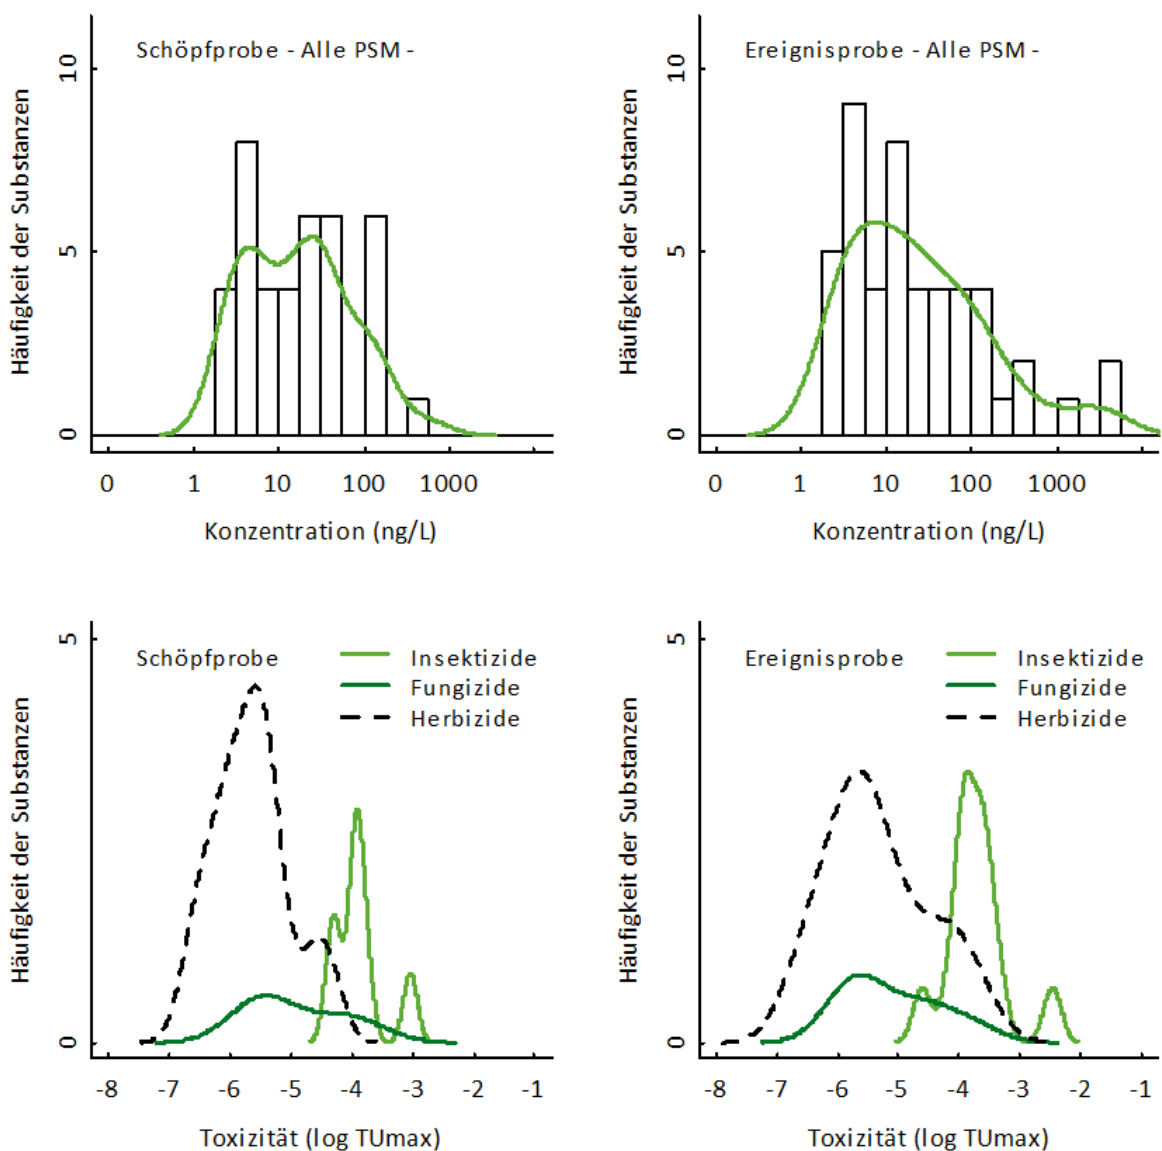 Schöpfprobe - Alle PSM -
Häufigkeit der Substanzen
10
5
0
0 1 10 100 1000
Konzentration (ng/L)
Ereignisprobe - Alle PSM -
Häufigkeit der Substanzen
10
5
0
0 1 10 100 1000
Konzentration (ng/L)
Schöpfprobe
Insektizide
Fungizide
Herbizide
Häufigkeit der Substanzen
5
0
-8 -7 -6 -5 -4 -3 -2 -1
Toxizität (log TUmax)
Ereignisprobe
Insektizide
Fungizide
Herbizide
Häufigkeit der Substanzen
5
0
-8 -7 -6 -5 -4 -3 -2 -1
Toxizität (log TUmax)